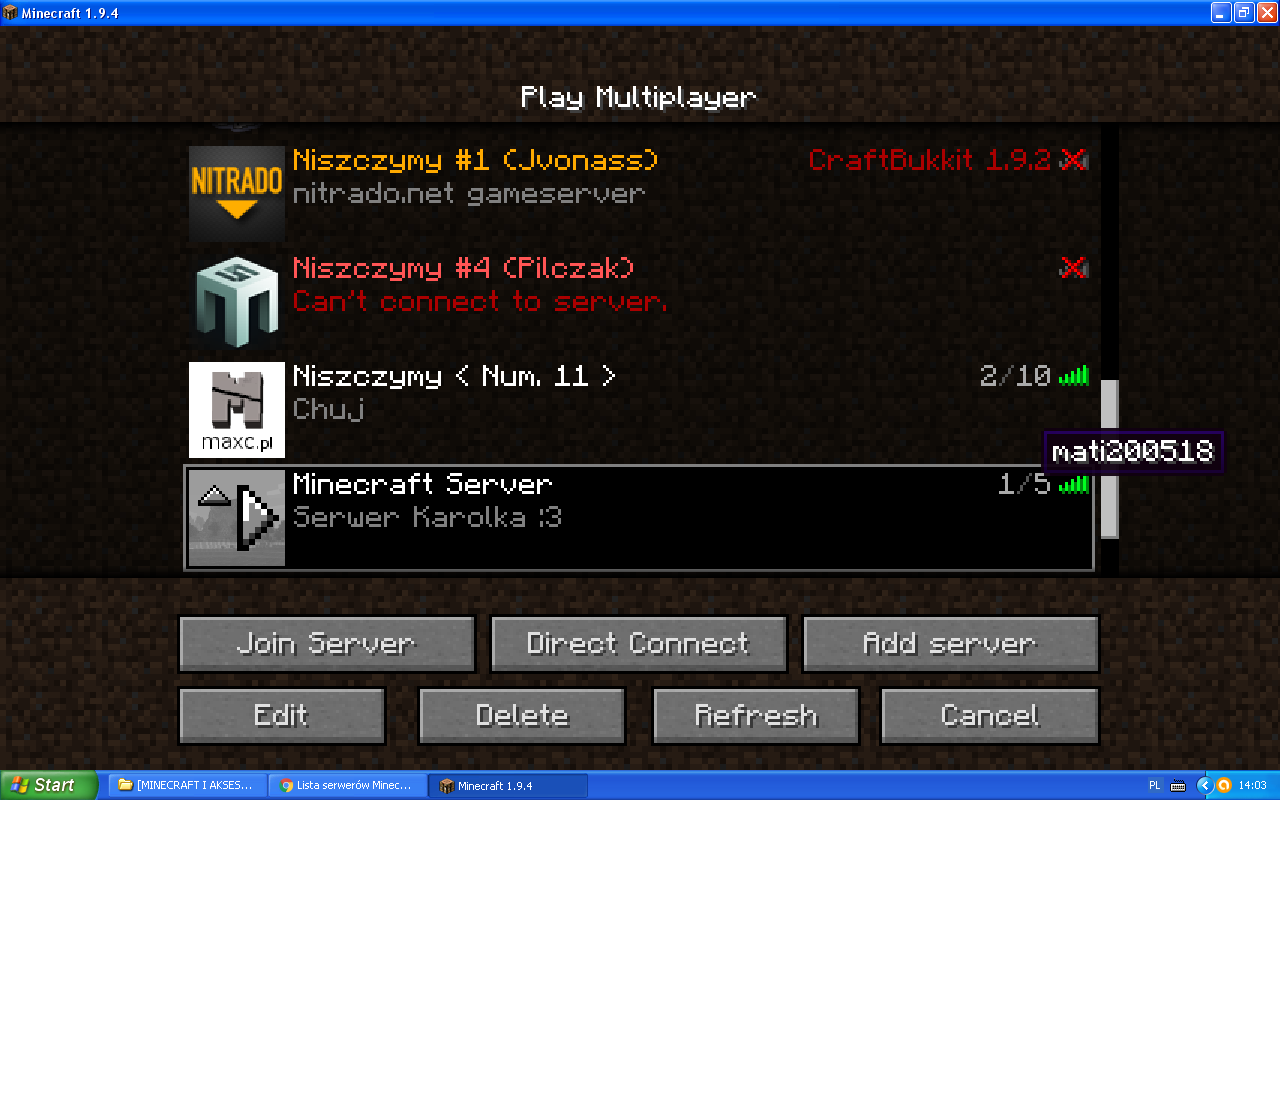 Minecraft 1.9.4
Play Multiplayer
NITRADO
Niszczymy #1 (Jvonass)
CraftBukkit 1.9.2
nitrado.net gameserver
Niszczymy #4 (Pilczak)
Can't connect to server.
Niszczymy < Num. 11 >
2/10
Chuj
maxc.pl
mati200518
Minecraft Server
1/5
Serwer Karolka :3
Join Server
Direct Connect
Add server
Edit
Delete
Refresh
Cancel
Start
[MINECRAFT I AKSES...
Lista serwerów Minec...
Minecraft 1.9.4
PL
14:03